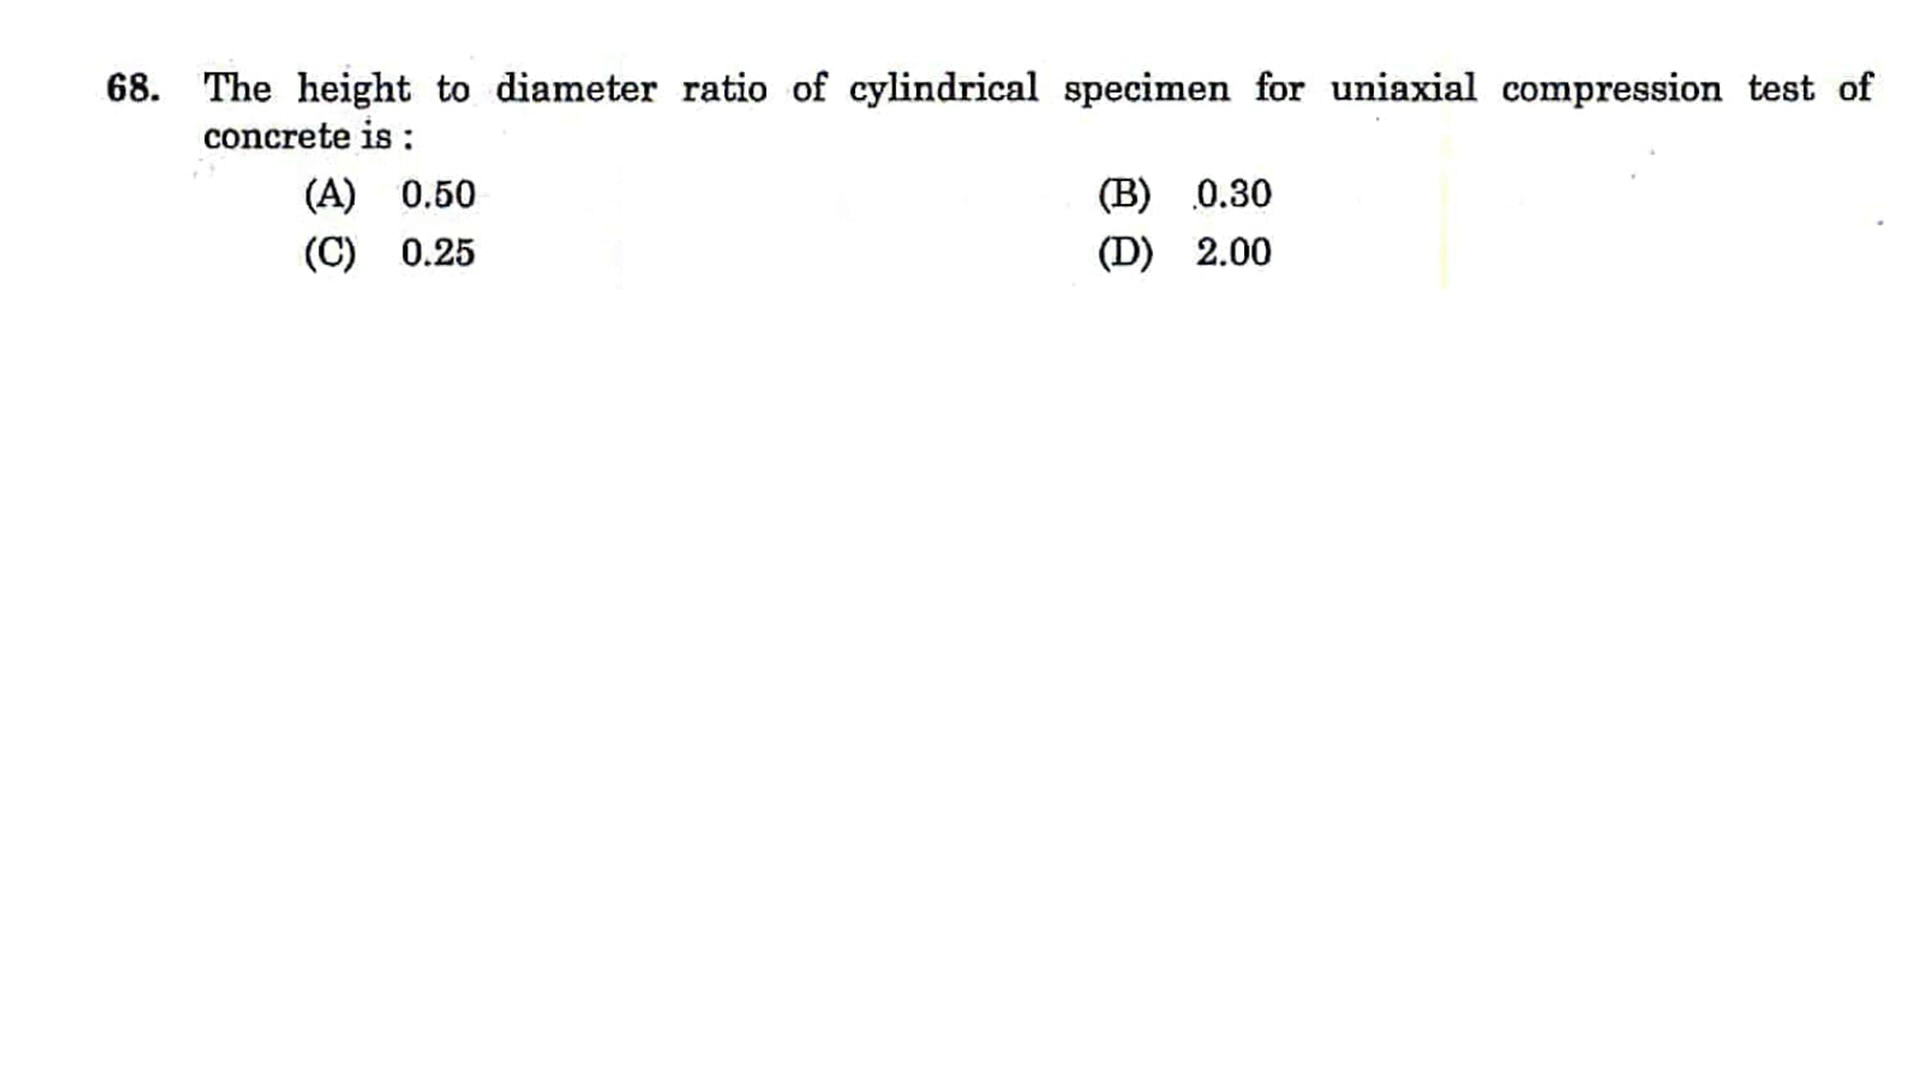 68. The height to diameter ratio of cylindrical specimen for uniaxial compression test of
concrete is :
(A) 0.50 (B) 0.30
(C) 0.25 (D) 2.00